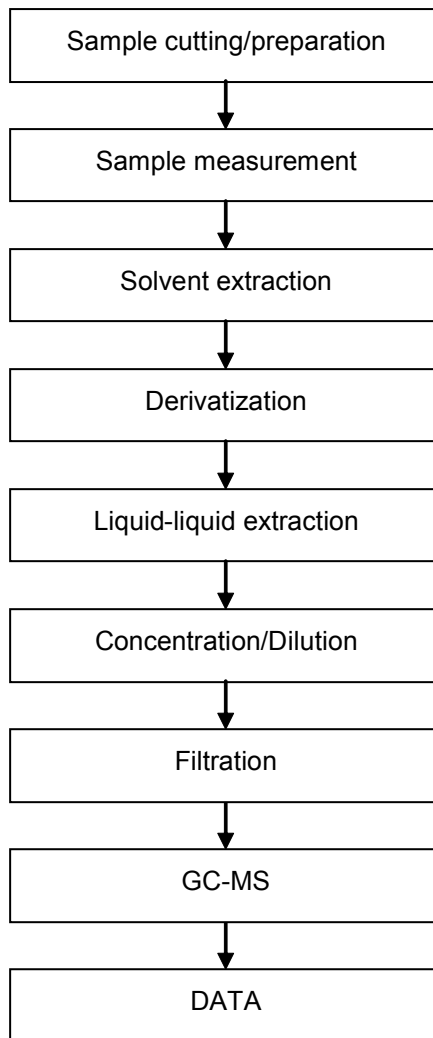 Sample cutting/preparation
Sample measurement
Solvent extraction
Derivatization
Liquid-liquid extraction
Concentration/Dilution
Filtration
GC-MS
DATA